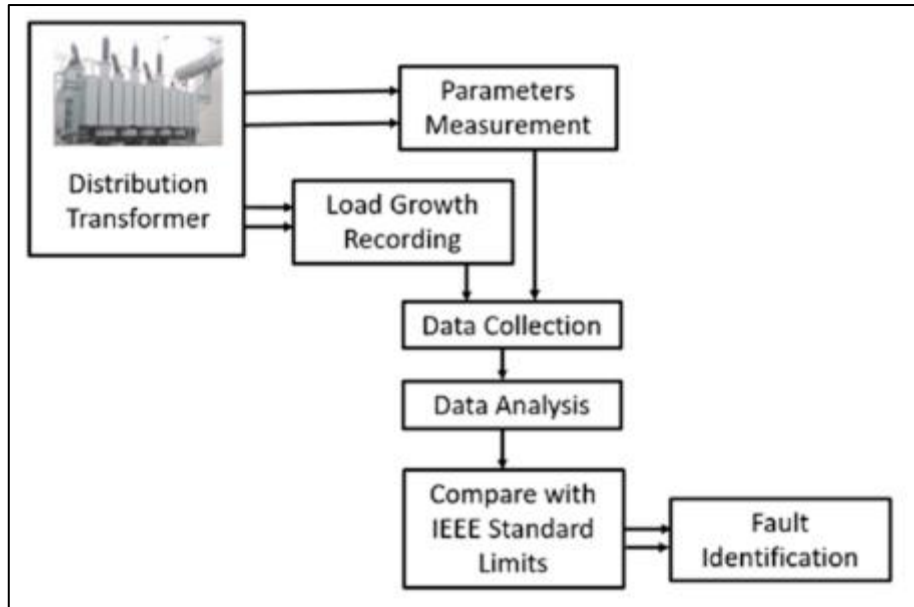 Distribution
Transformer
Parameters
Measurement
Load Growth
Recording
Data Collection
Data Analysis
Compare with
IEEE Standard
Limits
Fault
Identification